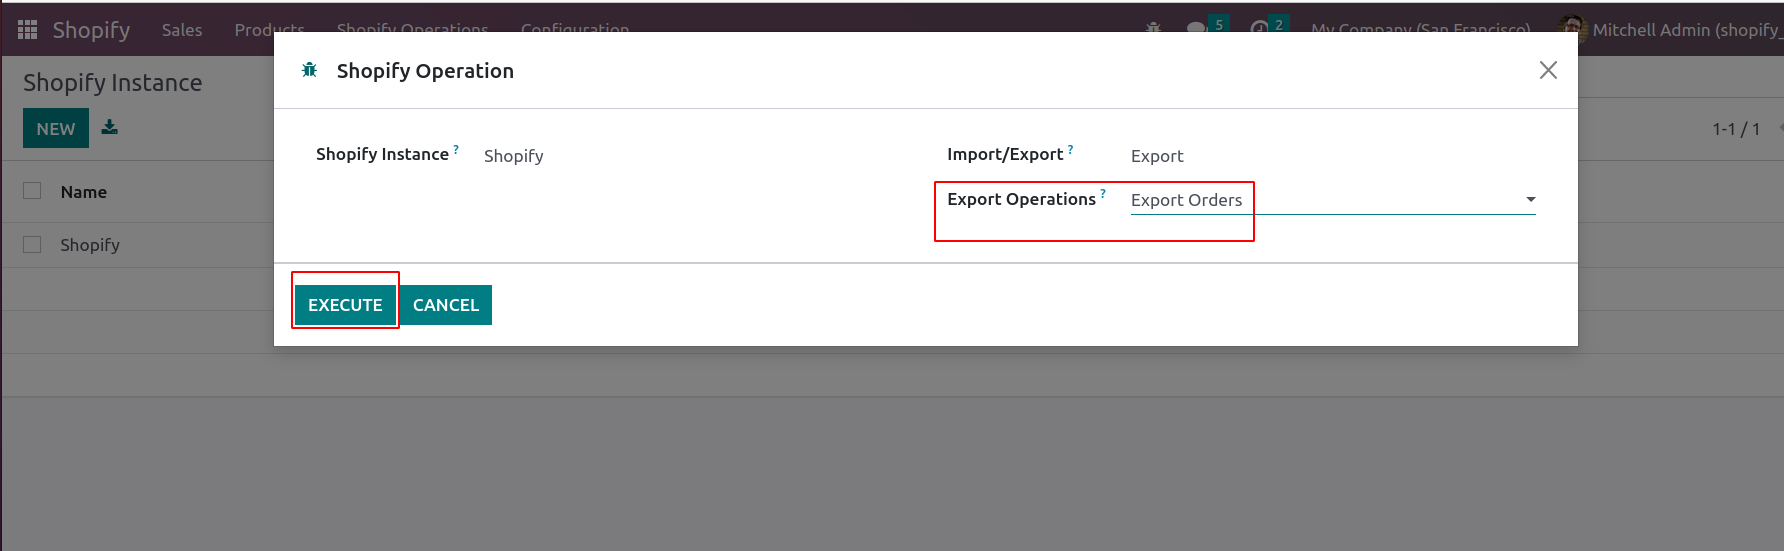 Shopify Sales Products Shopify Operations Configuration 5 2 My Company (San Francisco) Mitchell Admin (shopify_
Shopify Operation
Shopify Instance
NEW
1-1 / 1
Shopify Instance ? Shopify
Import/Export ? Export
Name
Export Operations ? Export Orders
Shopify
EXECUTE CANCEL